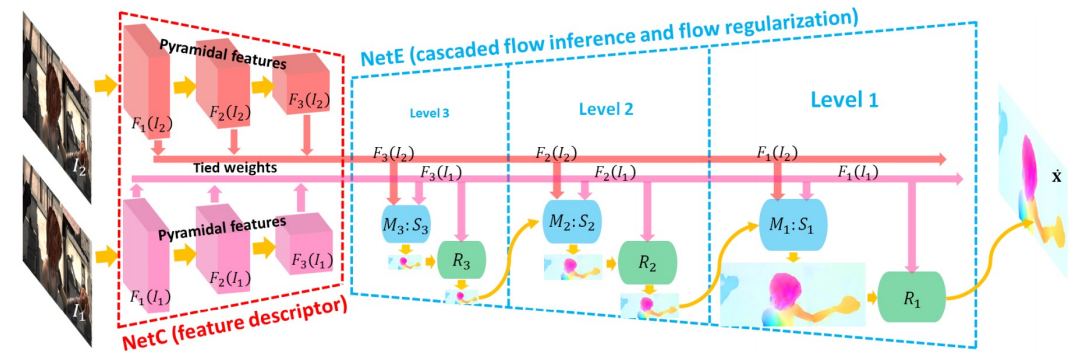 NetE (cascaded flow inference and flow regularization)
Pyramidal features
F₁(I₂)
F₂(I₂)
F₃(I₂)
I₂
Level 3
Level 2
Level 1
Tied weights
F₃(I₂)
F₂(I₂)
F₁(I₂)
F₃(I₁)
F₂(I₁)
F₁(I₁)
ẋ
Pyramidal features
F₁(I₁)
F₂(I₁)
F₃(I₁)
I₁
M₃:S₃
M₂:S₂
M₁:S₁
R₃
R₂
R₁
NetC (feature descriptor)